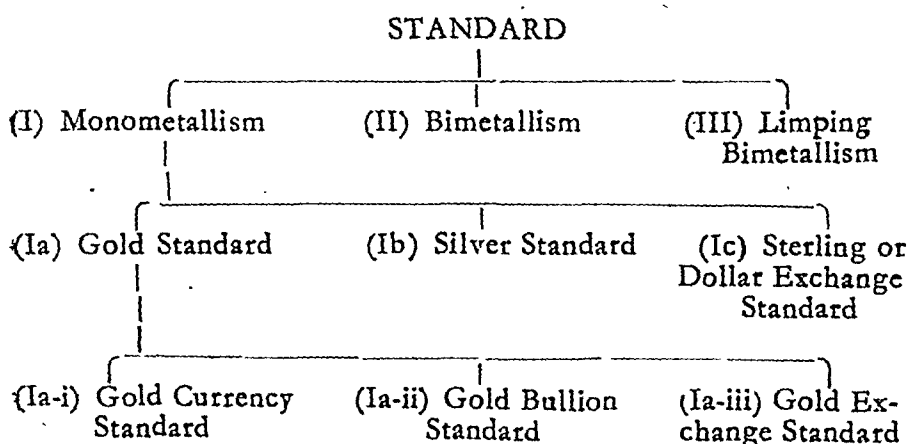 STANDARD
(I) Monometallism (II) Bimetallism (III) Limping
Bimetallism
(Ia) Gold Standard (Ib) Silver Standard (Ic) Sterling or
Dollar Exchange
Standard
(Ia-i) Gold Currency (Ia-ii) Gold Bullion (Ia-iii) Gold Ex-
Standard Standard change Standard